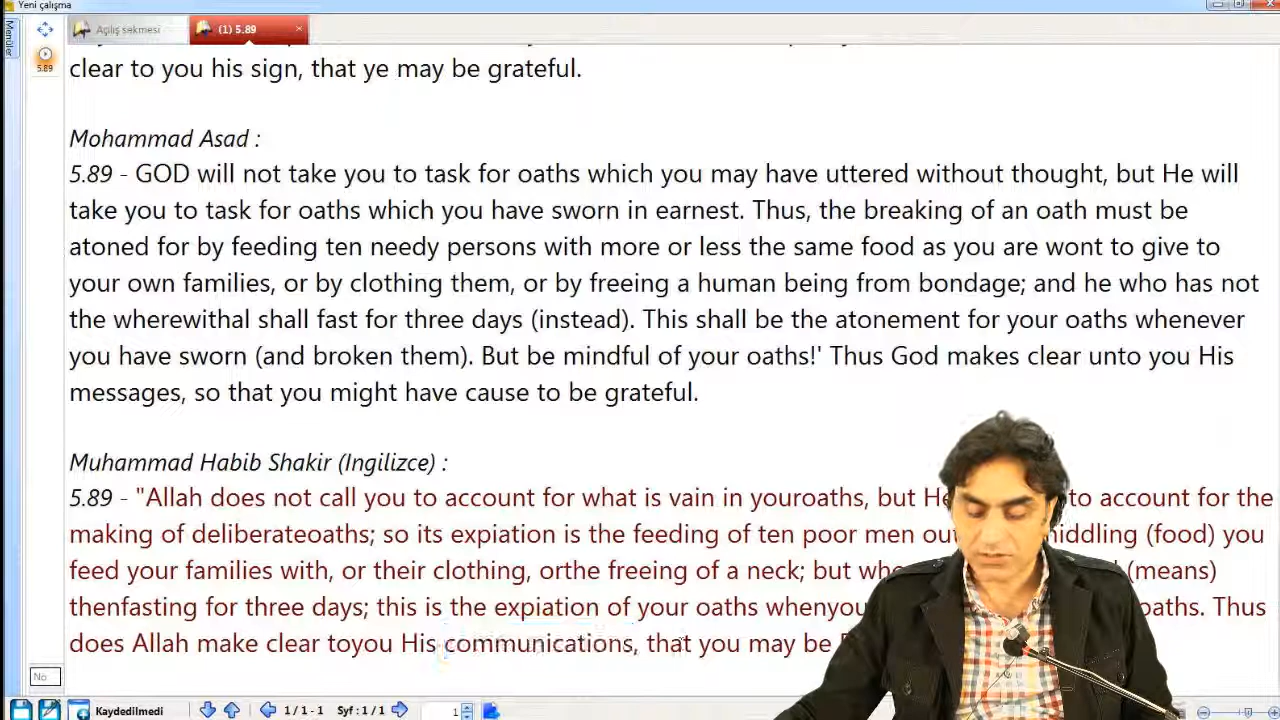 Yeni çalışma
Menüler
Açılış sekmesi
(1) 5.89
5.89
clear to you his sign, that ye may be grateful.
Mohammad Asad :
5.89 - GOD will not take you to task for oaths which you may have uttered without thought, but He will
take you to task for oaths which you have sworn in earnest. Thus, the breaking of an oath must be
atoned for by feeding ten needy persons with more or less the same food as you are wont to give to
your own families, or by clothing them, or by freeing a human being from bondage; and he who has not
the wherewithal shall fast for three days (instead). This shall be the atonement for your oaths whenever
you have sworn (and broken them). But be mindful of your oaths!' Thus God makes clear unto you His
messages, so that you might have cause to be grateful.
Muhammad Habib Shakir (Ingilizce) :
5.89 - "Allah does not call you to account for what is vain in youroaths, but He to account for the
making of deliberateoaths; so its expiation is the feeding of ten poor men (food) you
feed your families with, or their clothing, orthe freeing of a neck; but (means)
thenfasting for three days; this is the expiation of your oaths whenyou oaths. Thus
does Allah make clear toyou His communications, that you may be
No
Kaydedilmedi
1 / 1 - 1
Syf : 1 / 1
1